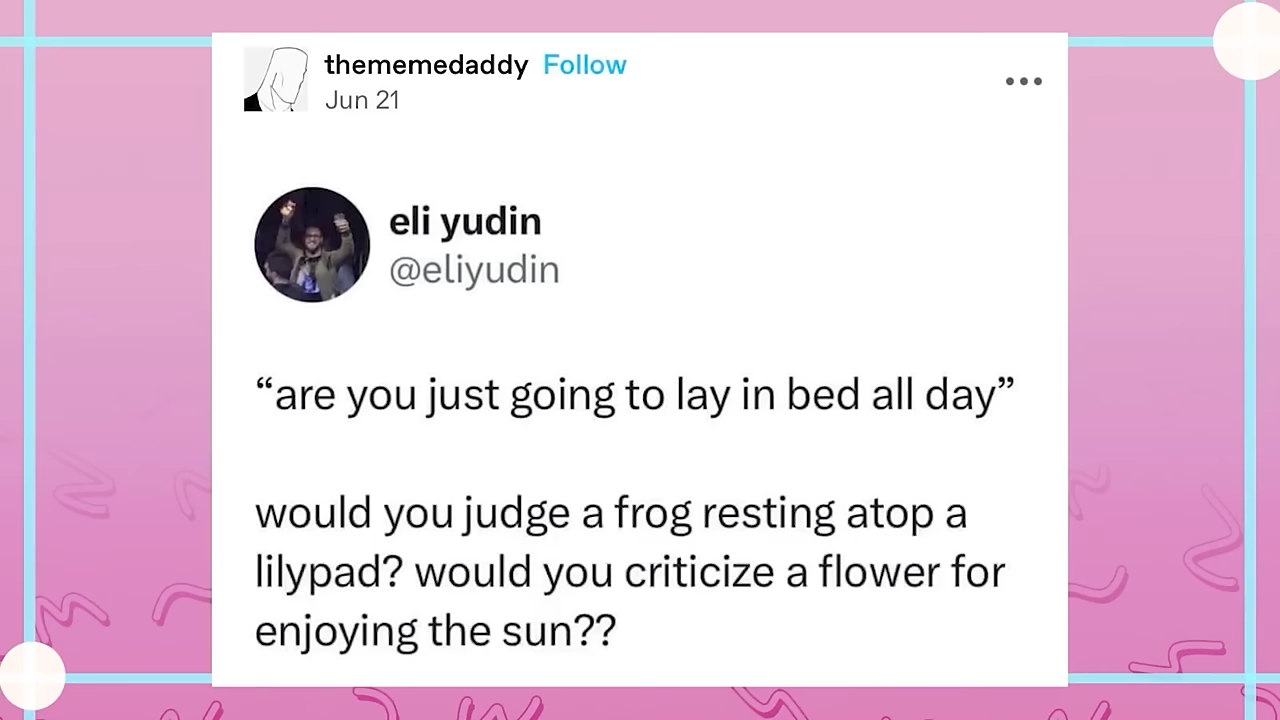 thememedaddy Follow
Jun 21
eli yudin
@eliyudin
“are you just going to lay in bed all day”
would you judge a frog resting atop a
lilypad? would you criticize a flower for
enjoying the sun??